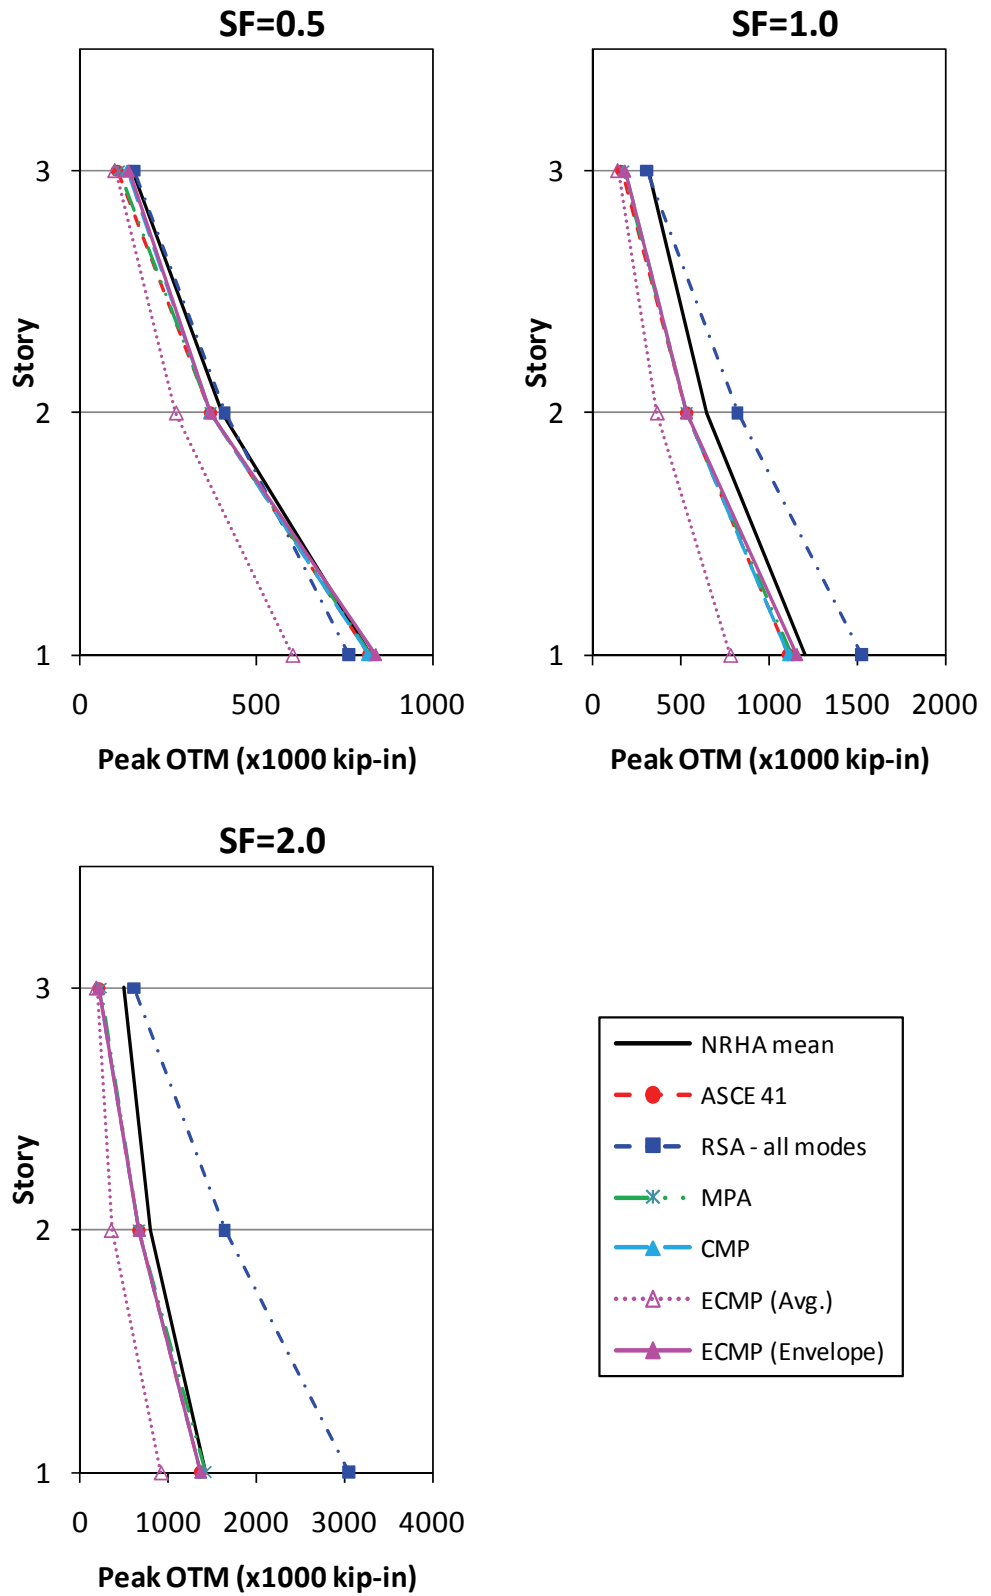 SF=0.5
3
2
1
Story
0 500 1000
Peak OTM (x1000 kip-in)
SF=1.0
3
2
1
Story
0 500 1000 1500 2000
Peak OTM (x1000 kip-in)
SF=2.0
3
2
1
Story
0 1000 2000 3000 4000
Peak OTM (x1000 kip-in)
NRHA mean
ASCE 41
RSA - all modes
MPA
CMP
ECMP (Avg.)
ECMP (Envelope)